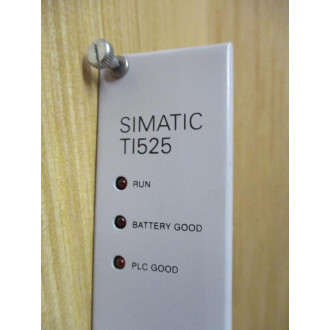 SIMATIC
TI525
RUN
BATTERY GOOD
PLC GOOD